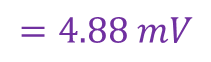 = 4.88 mV